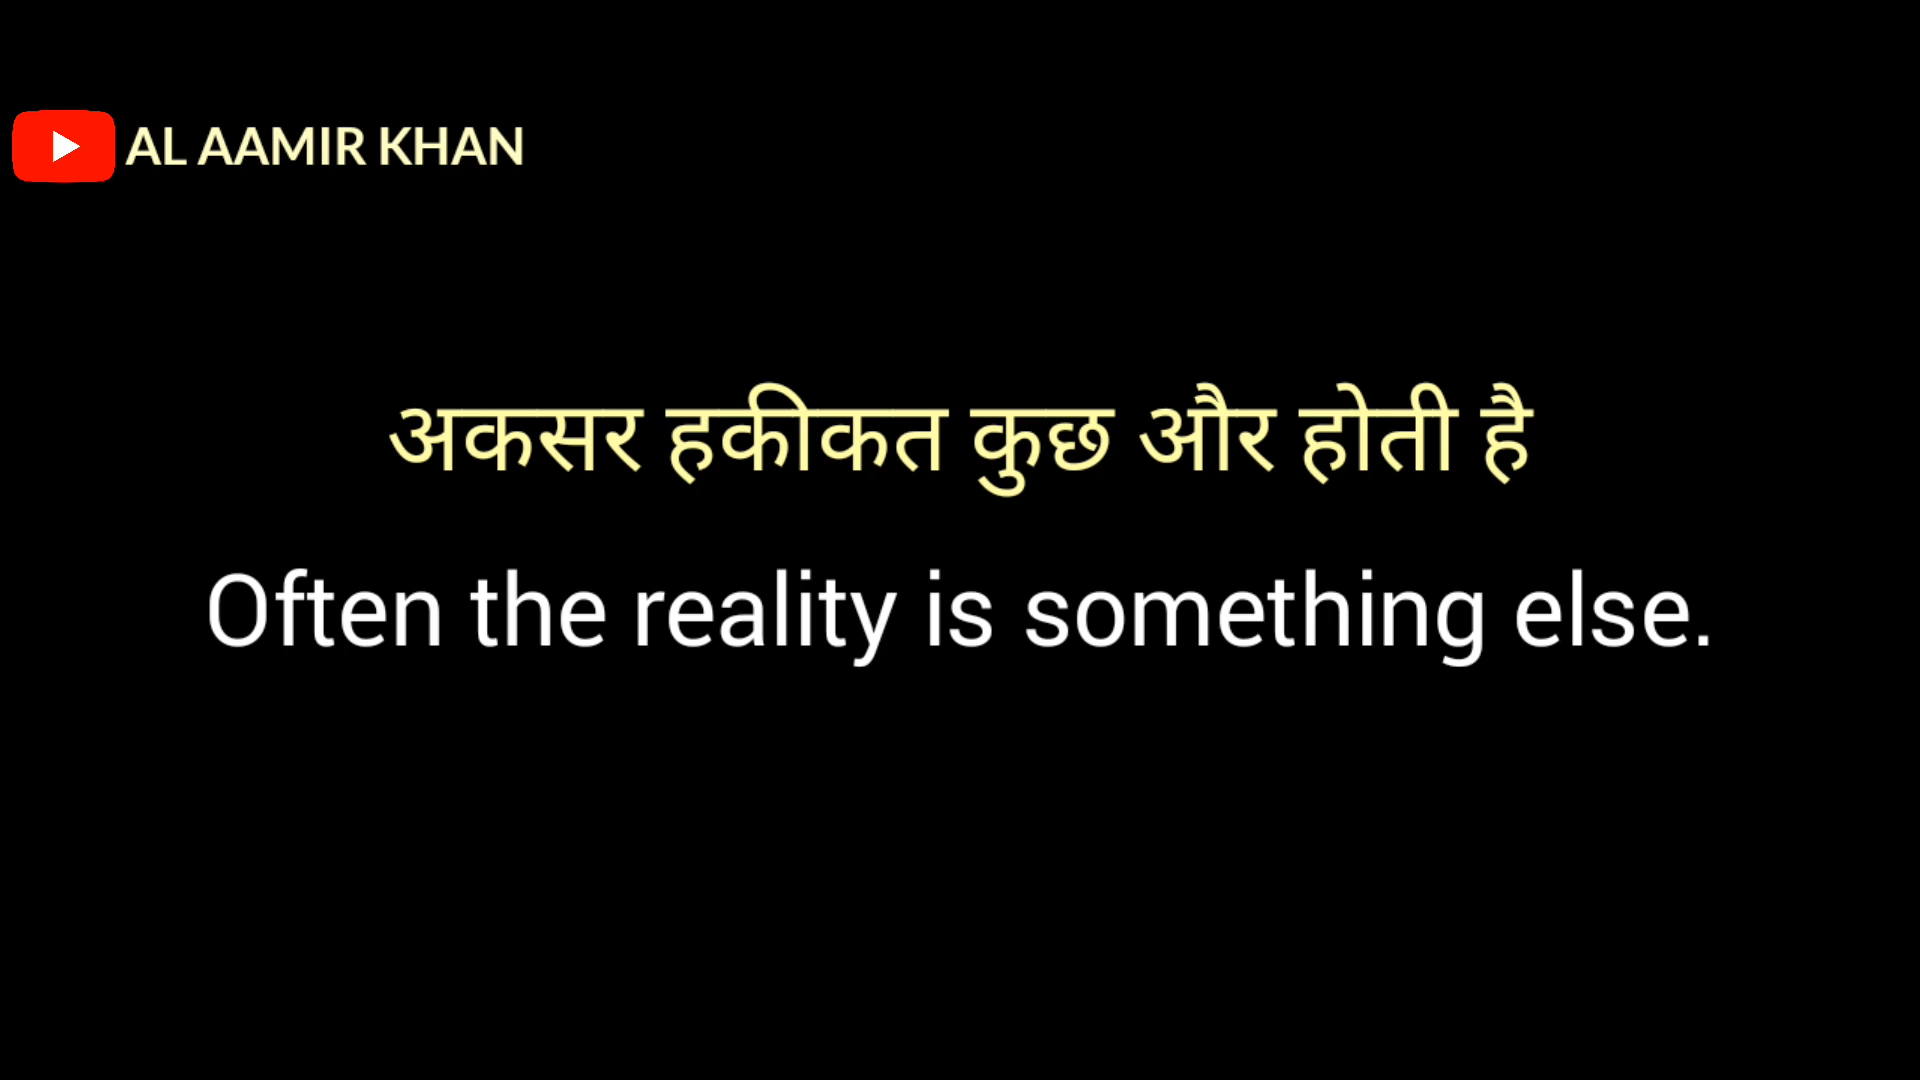 AL AAMIR KHAN
अकसर हकीकत कुछ और होती है
Often the reality is something else.